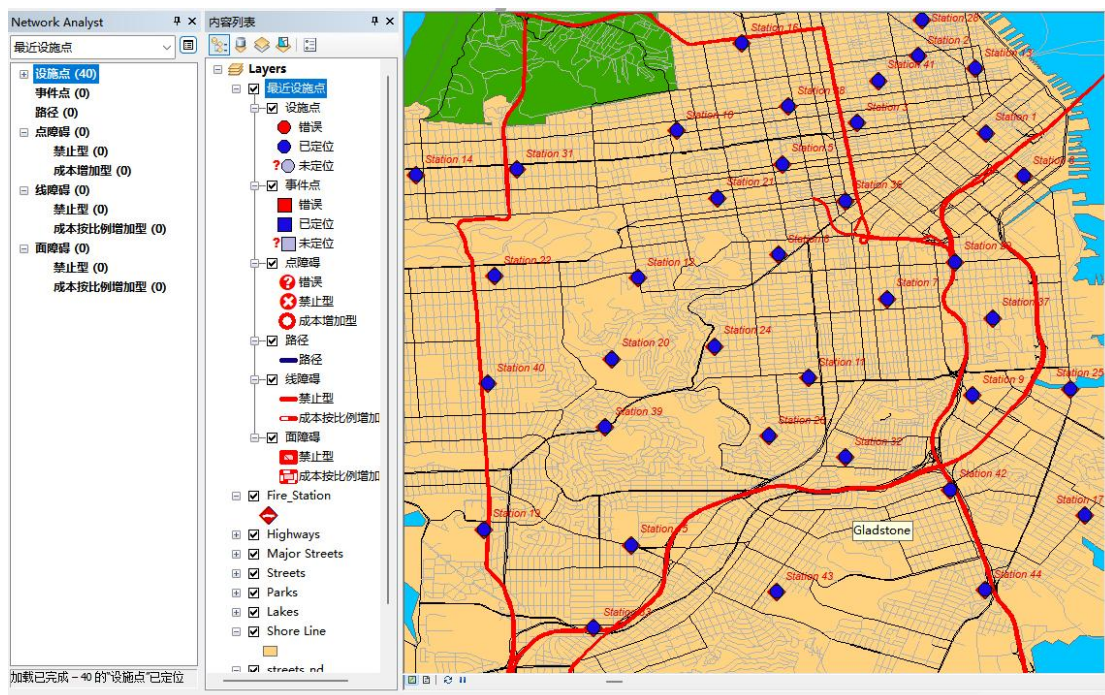 Network Analyst
最近设施点
设施点 (40)
事件点 (0)
路径 (0)
点障碍 (0)
禁止型 (0)
成本增加型 (0)
线障碍 (0)
禁止型 (0)
成本按比例增加型 (0)
面障碍 (0)
禁止型 (0)
成本按比例增加型 (0)
加载已完成 – 40 的"设施点"已定位
内容列表
Layers
最近设施点
设施点
错误
已定位
未定位
事件点
错误
已定位
未定位
点障碍
错误
禁止型
成本增加型
路径
路径
线障碍
禁止型
成本按比例增加
面障碍
禁止型
成本按比例增加
Fire_Station
Highways
Major Streets
Streets
Parks
Lakes
Shore Line
streets_nd
Station 28
Station 16
Station 2
Station 13
Station 41
Station 38
Station 3
Station 10
Station 1
Station 14
Station 31
Station 5
Station 21
Station 36
Station 22
Station 12
Station 7
Station 37
Station 20
Station 24
Station 40
Station 11
Station 9
Station 25
Station 39
Station 26
Station 32
Station 42
Station 17
Gladstone
Station 19
Station 43
Station 44